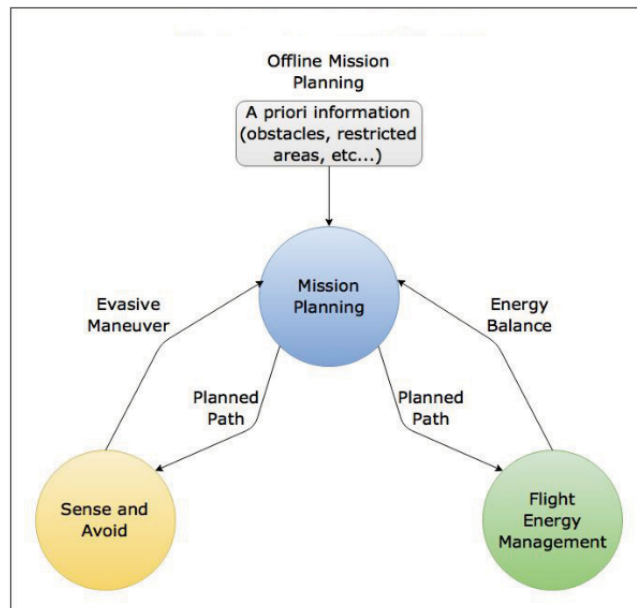 Offline Mission
Planning
A priori information
(obstacles, restricted
areas, etc...)
Mission
Planning
Evasive
Maneuver
Energy
Balance
Planned
Path
Planned
Path
Sense and
Avoid
Flight
Energy
Management